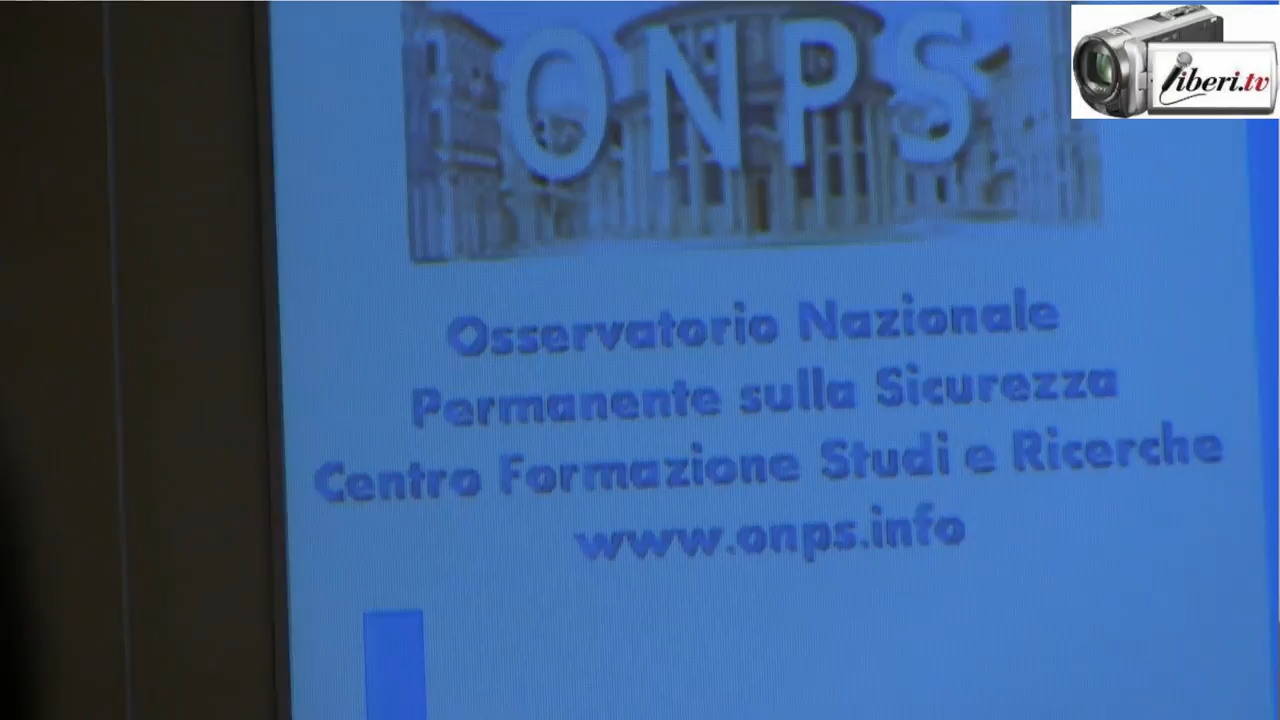 ONPS
liberi.tv
Osservatorio Nazionale
Permanente sulla Sicurezza
Centro Formazione Studi e Ricerche
www.onps.info